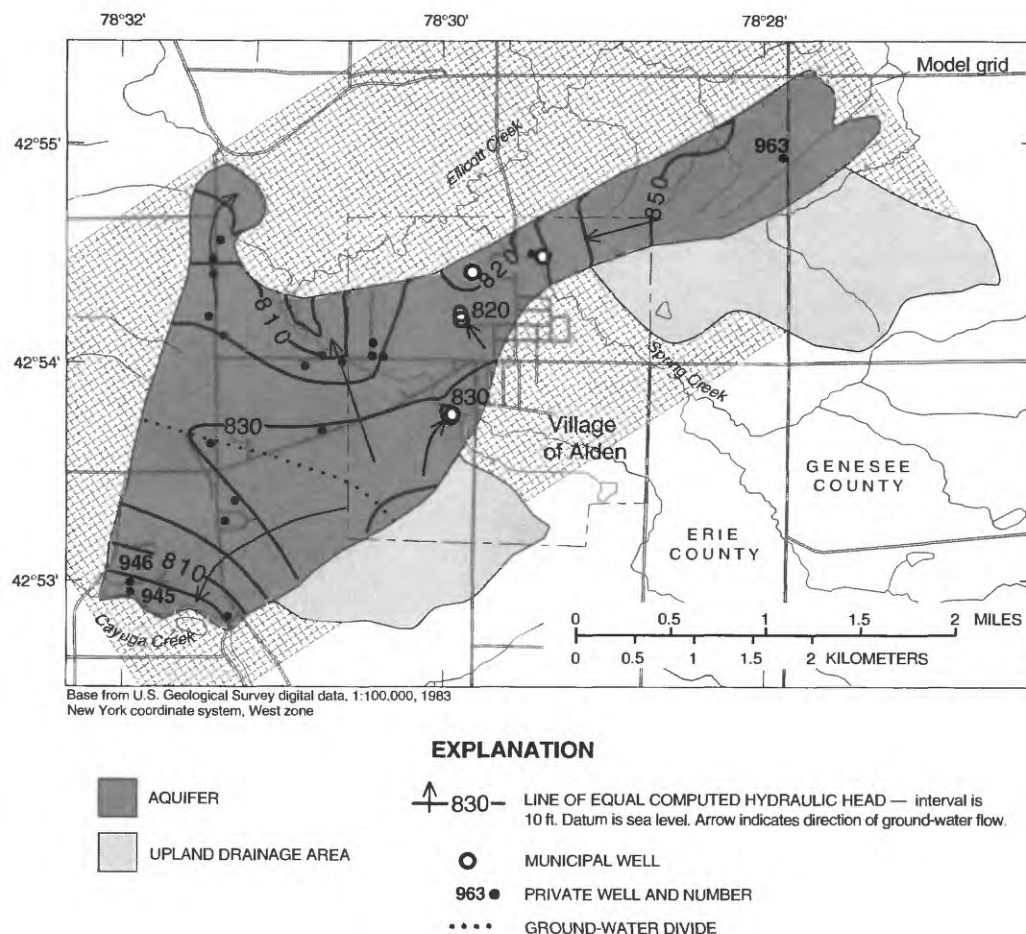 78°32'
78°30'
78°28'
Model grid
42°55'
Ellicott Creek
963
850
820
810
820
42°54'
Spring Creek
830
830
Village
of Alden
GENESEE
COUNTY
ERIE
COUNTY
946
810
42°53'
945
Cayuga Creek
0 0.5 1 1.5 2 MILES
0 0.5 1 1.5 2 KILOMETERS
Base from U.S. Geological Survey digital data, 1:100.000, 1983
New York coordinate system, West zone
EXPLANATION
AQUIFER
830 LINE OF EQUAL COMPUTED HYDRAULIC HEAD — interval is
10 ft. Datum is sea level. Arrow indicates direction of ground-water flow.
UPLAND DRAINAGE AREA
MUNICIPAL WELL
963 PRIVATE WELL AND NUMBER
GROUND-WATER DIVIDE